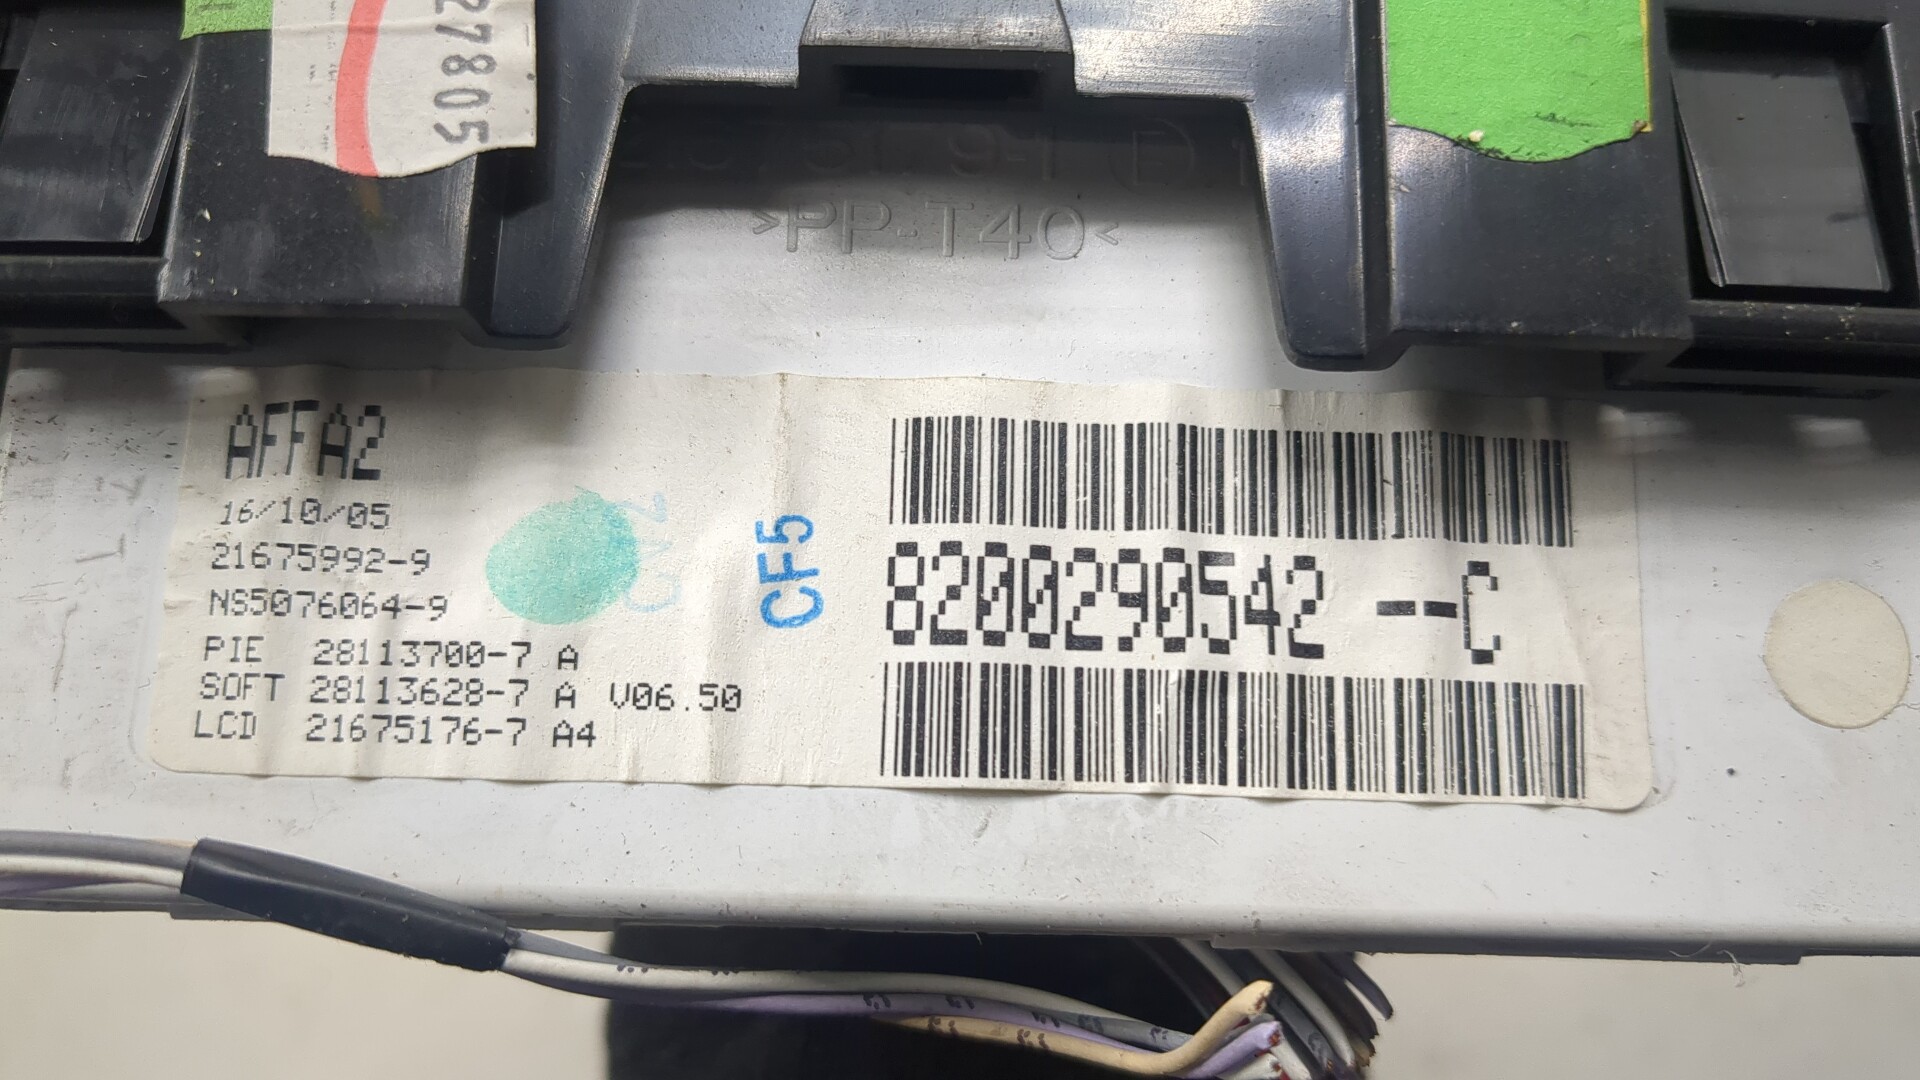 27805
>PP-T40<
AFFA2
16/10/05
21675992-9
NS5076064-9
PIE 28113700-7 A
SOFT 28113628-7 A V06.50
LCD 21675176-7 A4
CF5
8200290542--C